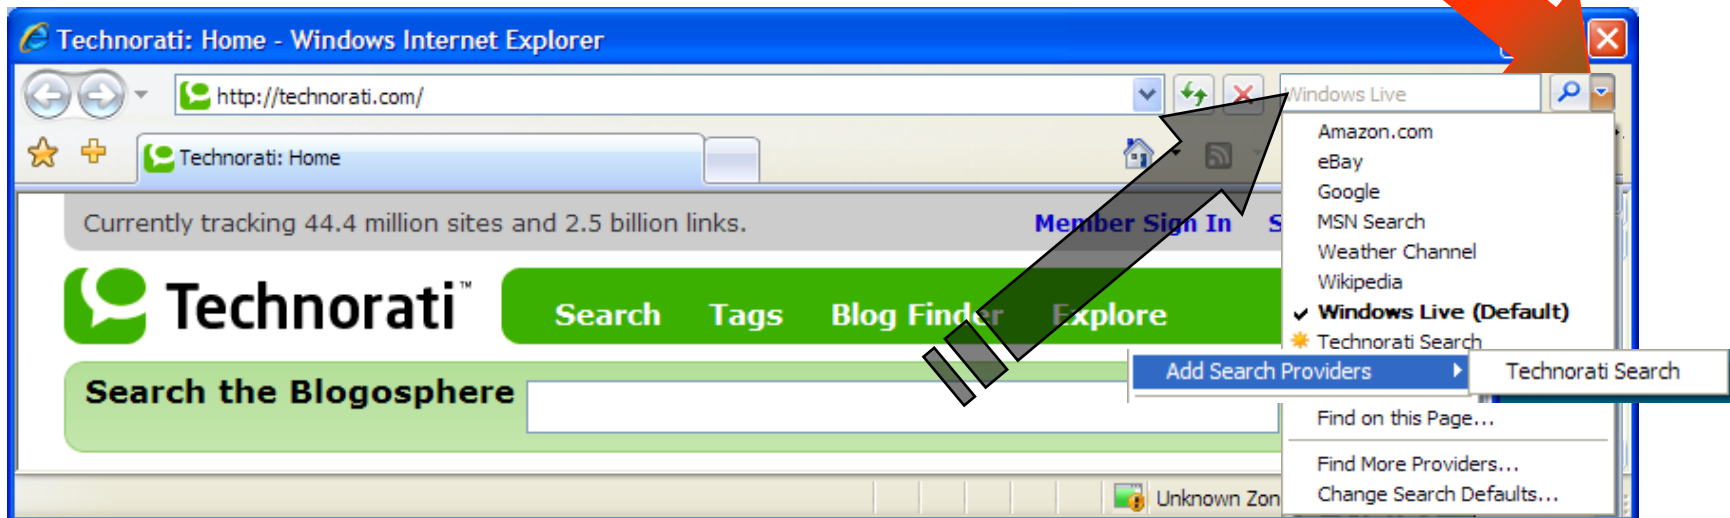 Technorati: Home - Windows Internet Explorer
http://technorati.com/
Windows Live
Technorati: Home
Currently tracking 44.4 million sites and 2.5 billion links.
Member Sign In S
Technorati™
Search Tags Blog Finder Explore
Search the Blogosphere
Amazon.com
eBay
Google
MSN Search
Weather Channel
Wikipedia
Windows Live (Default)
Technorati Search
Add Search Providers
Technorati Search
Find on this Page...
Find More Providers...
Change Search Defaults...
Unknown Zon